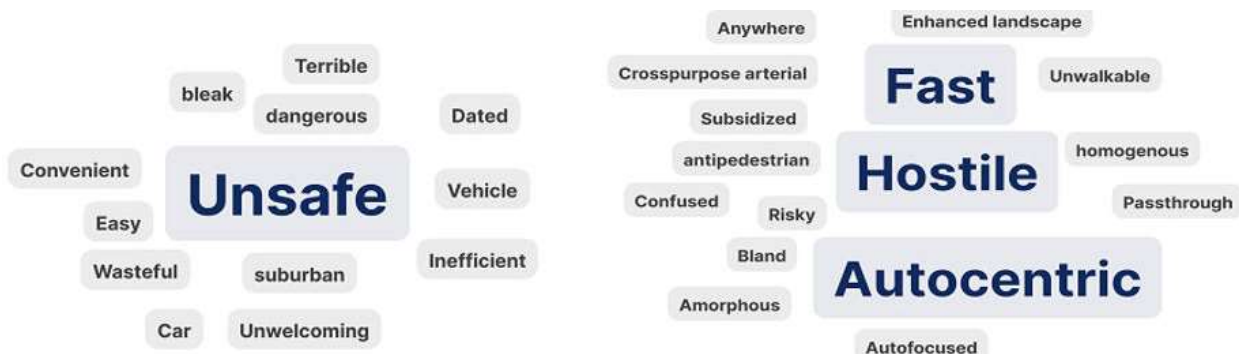 Terrible
bleak
dangerous
Dated
Convenient
Unsafe
Vehicle
Easy
Inefficient
Wasteful
suburban
Car
Unwelcoming
Enhanced landscape
Anywhere
Fast
Crosspurpose arterial
Unwalkable
Subsidized
Hostile
homogenous
antipedestrian
Confused
Passthrough
Risky
Bland
Autocentric
Amorphous
Autofocused